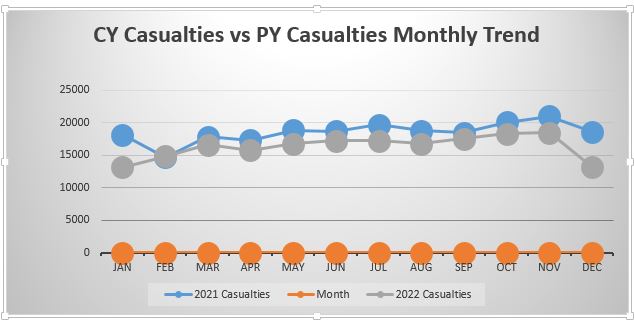 CY Casualties vs PY Casualties Monthly Trend
25000
20000
15000
10000
5000
0
JAN FEB MAR APR MAY JUN JUL AUG SEP OCT NOV DEC
2021 Casualties Month 2022 Casualties